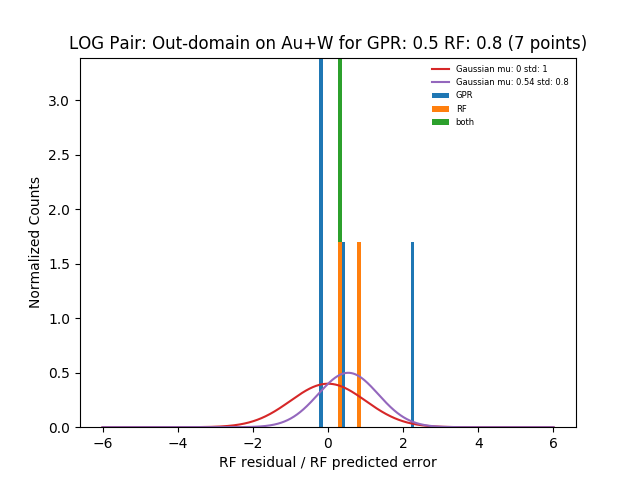 LOG Pair: Out-domain on Au+W for GPR: 0.5 RF: 0.8 (7 points)
Gaussian mu: 0 std: 1
Gaussian mu: 0.54 std: 0.8
GPR
RF
both
Normalized Counts
3.0
2.5
2.0
1.5
1.0
0.5
0.0
−6 −4 −2 0 2 4 6
RF residual / RF predicted error